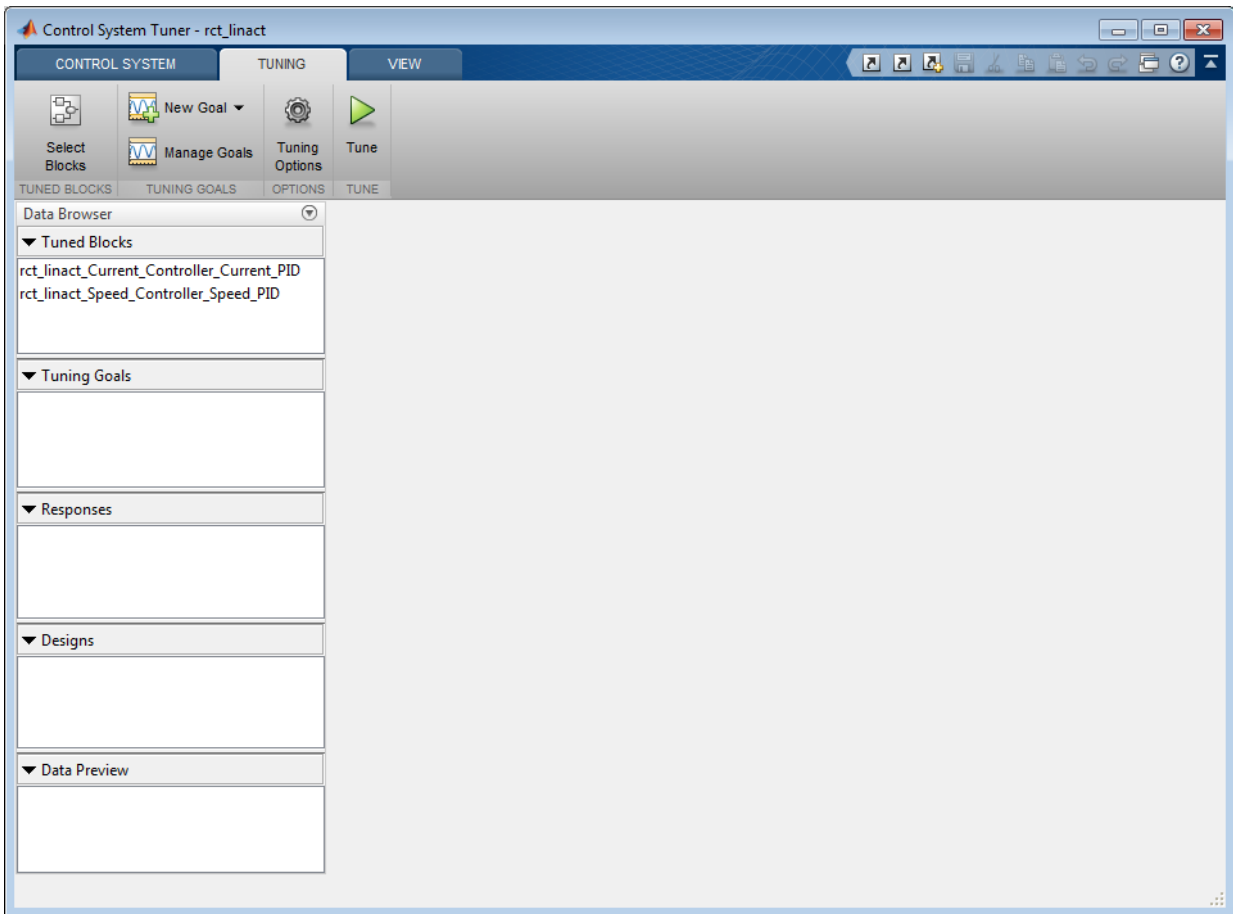 Control System Tuner - rct_linact
CONTROL SYSTEM TUNING VIEW
New Goal
Select Blocks
Manage Goals
Tuning Options
Tune
TUNED BLOCKS TUNING GOALS OPTIONS TUNE
Data Browser
Tuned Blocks
rct_linact_Current_Controller_Current_PID
rct_linact_Speed_Controller_Speed_PID
Tuning Goals
Responses
Designs
Data Preview